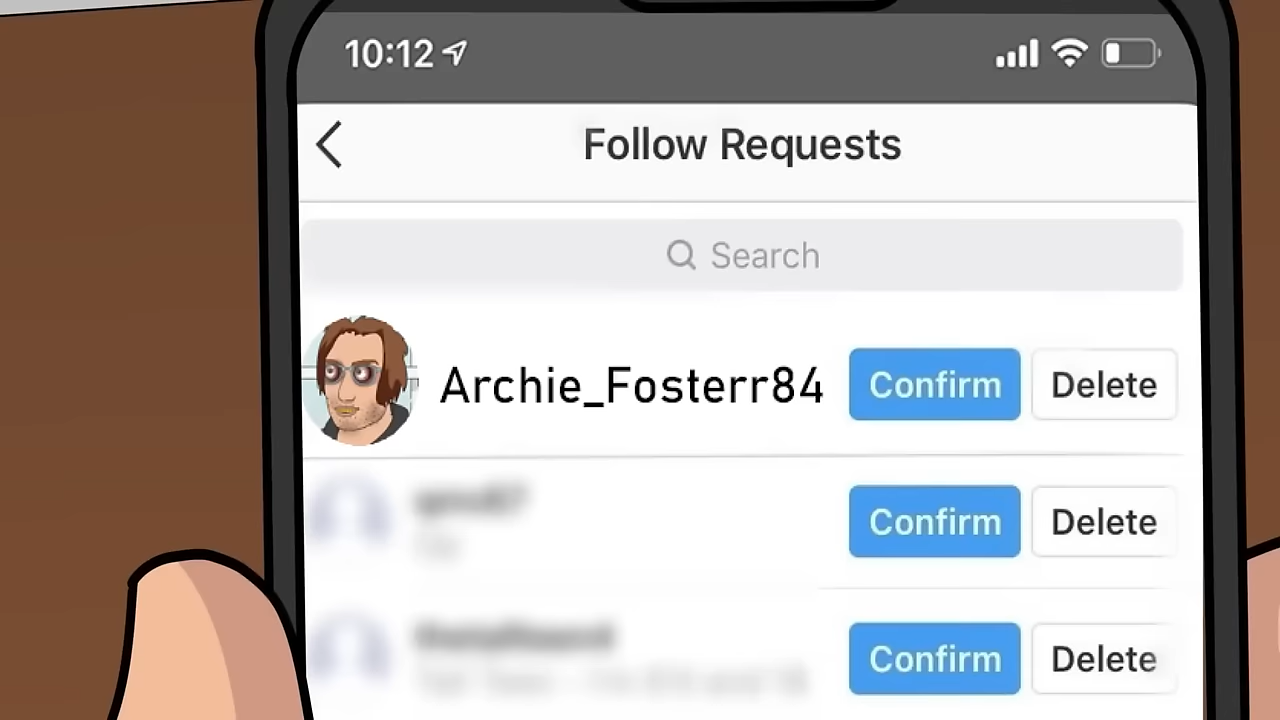 10:12
Follow Requests
Search
Archie_Fosterr84 Confirm Delete
Confirm Delete
Confirm Delete